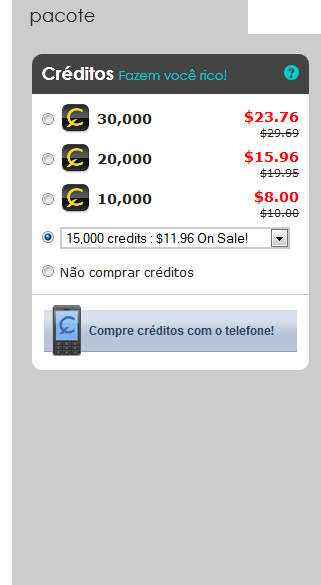 pacote
Créditos Fazem você rico! ?
30,000 $23.76
$29.69
20,000 $15.96
$19.95
10,000 $8.00
$10.00
15,000 credits : $11.96 On Sale!
Não comprar créditos
Compre créditos com o telefone!